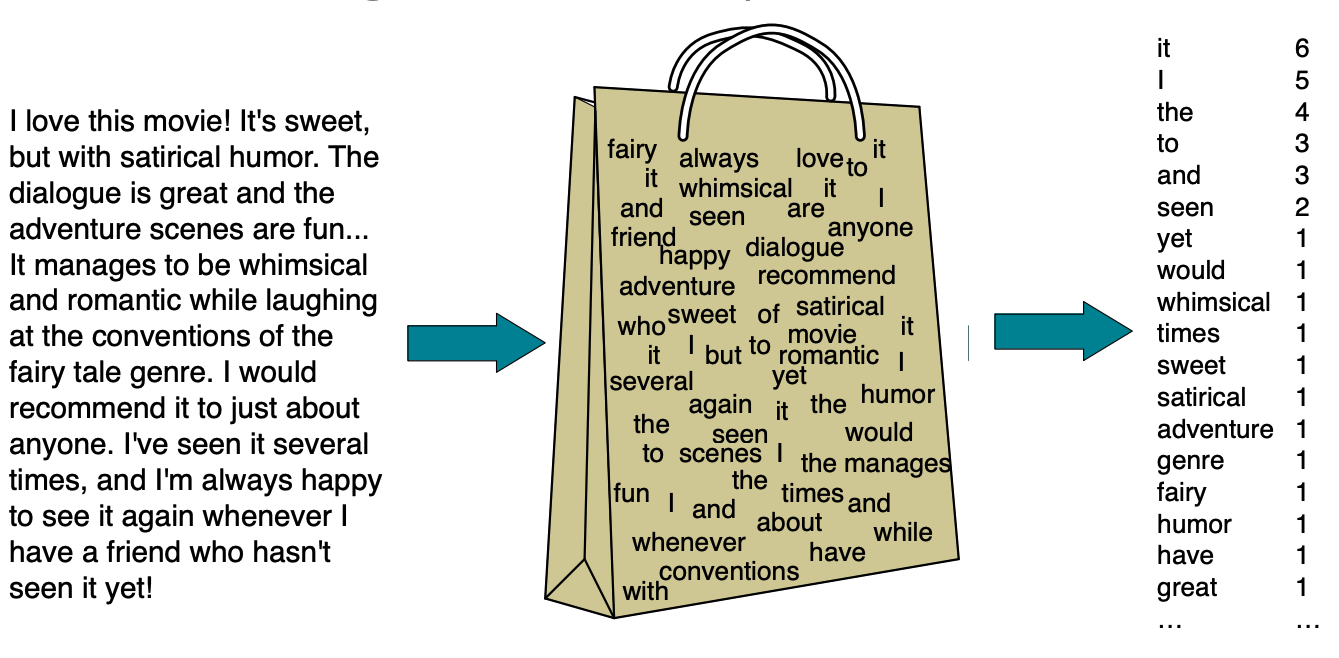 I love this movie! It's sweet,
but with satirical humor. The
dialogue is great and the
adventure scenes are fun...
It manages to be whimsical
and romantic while laughing
at the conventions of the
fairy tale genre. I would
recommend it to just about
anyone. I've seen it several
times, and I'm always happy
to see it again whenever I
have a friend who hasn't
seen it yet!
fairy always love to it
it whimsical it I
and seen are anyone
friend happy dialogue
adventure recommend
who sweet of satirical
it I but to movie it
romantic I
several yet
again it the humor
the seen would
to scenes I the manages
fun I and the times and
about while
whenever have
conventions
with
it 6
I 5
the 4
to 3
and 3
seen 2
yet 1
would 1
whimsical 1
times 1
sweet 1
satirical 1
adventure 1
genre 1
fairy 1
humor 1
have 1
great 1
... ...